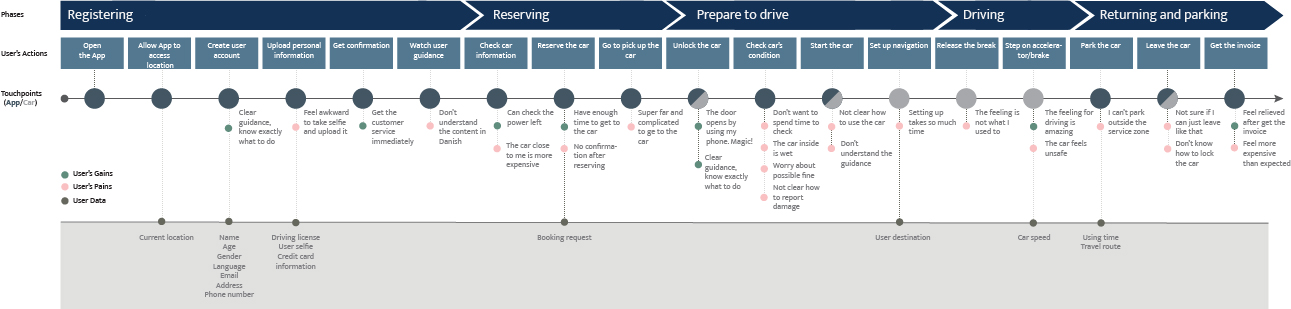 Phases
Registering
Reserving
Prepare to drive
Driving
Returning and parking
User's Actions
Open
the App
Allow App to
access
location
Create user
account
Upload personal
information
Get confirmation
Watch user
guidance
Check car
information
Reserve the car
Go to pick up the
car
Unlock the car
Check car's
condition
Start the car
Set up navigation
Release the break
Step on accelera-
tor/brake
Park the car
Leave the car
Get the invoice
Touchpoints
(App/Car)
Clear
guidance,
know exactly
what to do
Feel awkward
to take selfie
and upload it
Get the
customer
service
immediately
Don't
understand
the content in
Danish
Can check the
power left
The car close
to me is more
expensive
Have enough
time to get to
the car
No confirma-
tion after
reserving
Super far and
complicated
to go to the
car
The door
opens by
using my
phone. Magic!
Clear
guidance,
know exactly
what to do
Don't want to
spend time to
check
The car inside
is wet
Worry about
possible fine
Not clear how
to report
damage
Not clear how
to use the car
Don't
understand the
guidance
Setting up
takes so much
time
The feeling is
not what I
used to
The feeling for
driving is
amazing
The car feels
unsafe
I can't park
outside the
service zone
Not sure if I
can just leave
like that
Don't know
how to lock
the car
Feel relieved
after get the
invoice
Feel more
expensive
than expected
User's Gains
User's Pains
User Data
Current location
Name
Age
Gender
Language
Email
Address
Phone number
Driving license
User selfie
Credit card
information
Booking request
User destination
Car speed
Using time
Travel route